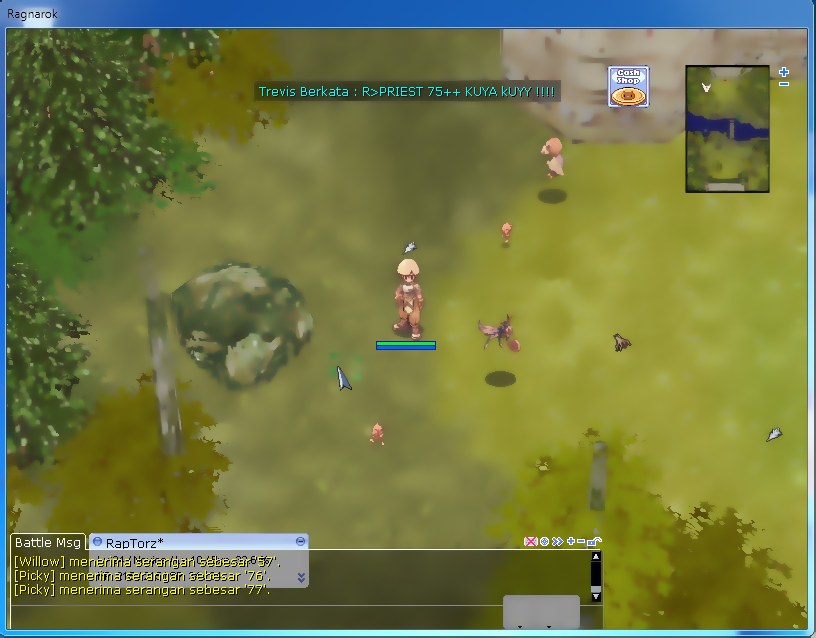 Ragnarok
Trevis Berkata : R>PRIEST 75++ KUYA kUYY !!!!
Cash
Shop
Battle Msg
RapTorz*
[Willow] menerima serangan sebesar '57'.
[Picky] menerima serangan sebesar '76'.
[Picky] menerima serangan sebesar '77'.